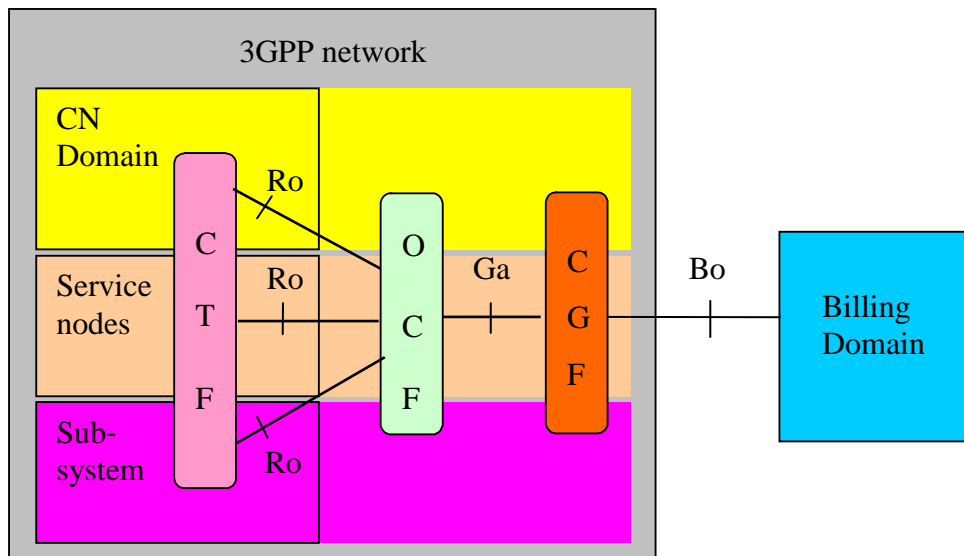 3GPP network
CN
Domain
Ro
C
T
F
Service
nodes
Ro
Sub-
system
Ro
O
C
F
Ga
C
G
F
Bo
Billing
Domain